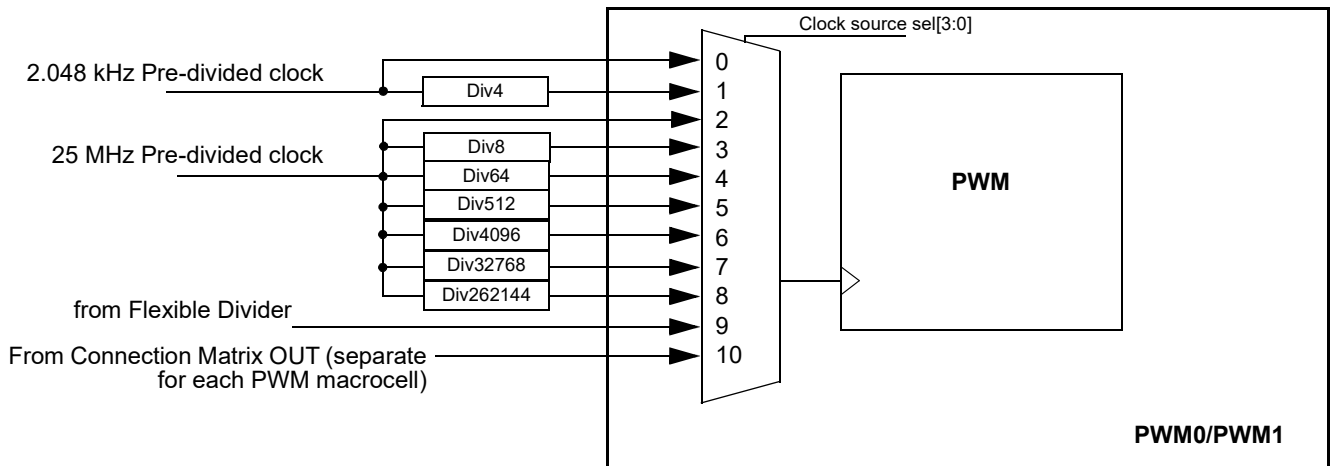 Clock source sel[3:0]
2.048 kHz Pre-divided clock
0
Div4
1
2
25 MHz Pre-divided clock
Div8
3
Div64
4
PWM
Div512
5
Div4096
6
Div32768
7
Div262144
8
from Flexible Divider
9
From Connection Matrix OUT (separate
for each PWM macrocell)
10
PWM0/PWM1